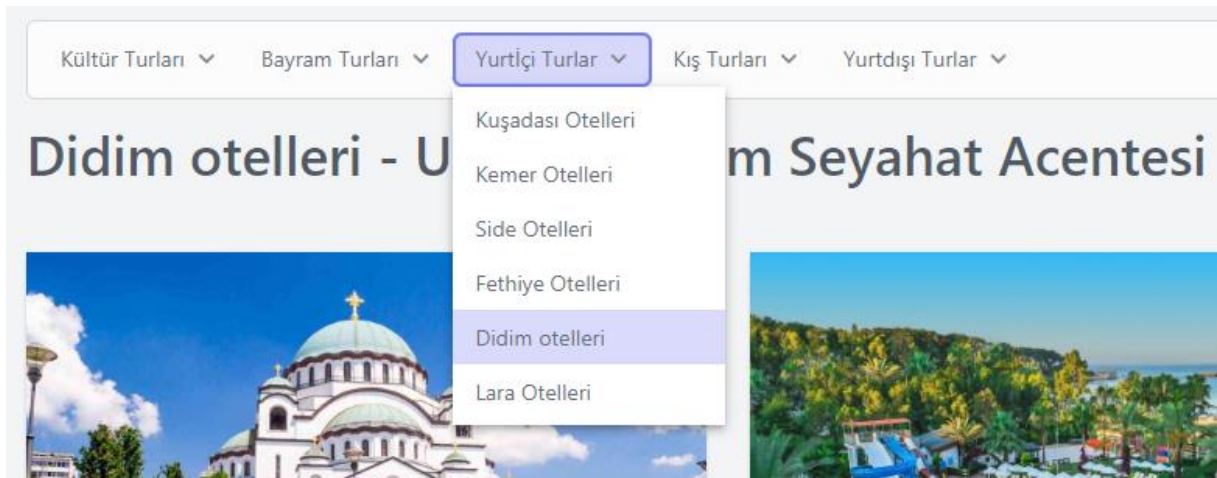 Kültür Turları Bayram Turları Yurtİçi Turlar Kış Turları Yurtdışı Turlar
Kuşadası Otelleri
Didim otelleri - U m Seyahat Acentesi
Kemer Otelleri
Side Otelleri
Fethiye Otelleri
Didim otelleri
Lara Otelleri